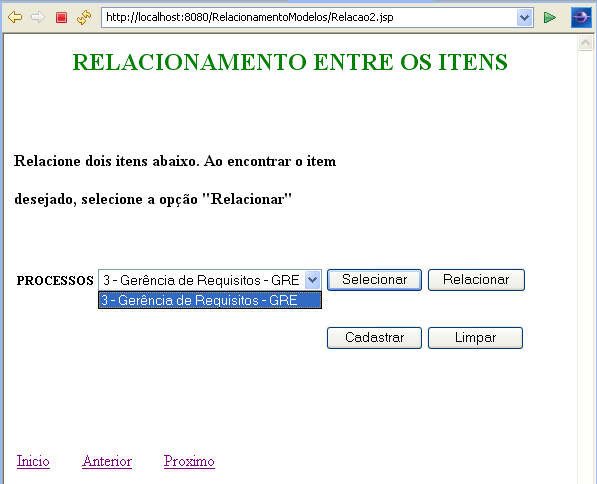 http://localhost:8080/RelacionamentoModelos/Relacao2.jsp
RELACIONAMENTO ENTRE OS ITENS
Relacione dois itens abaixo. Ao encontrar o item
desejado, selecione a opção "Relacionar"
PROCESSOS 3 - Gerência de Requisitos - GRE Selecionar Relacionar
3 - Gerência de Requisitos - GRE
Cadastrar Limpar
Inicio Anterior Proximo